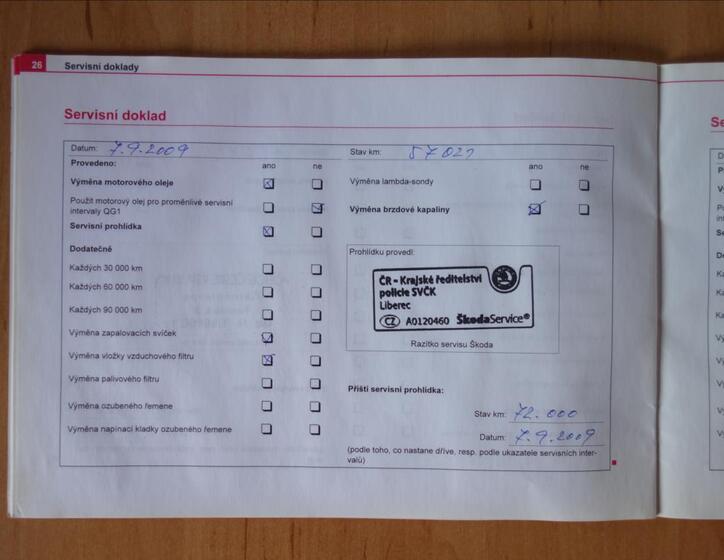 26 Servisní doklady
Servisní doklad
Datum: 7.9.2009
Stav km: 57021
Provedeno:
ano ne
ano ne
Výměna motorového oleje
Výměna lambda-sondy
Použit motorový olej pro proměnlivé servisní
intervaly QG1
Výměna brzdové kapaliny
Servisní prohlídka
Dodatečně
Každých 30 000 km
Každých 60 000 km
Každých 90 000 km
Výměna zapalovacích svíček
Výměna vložky vzduchového filtru
Výměna palivového filtru
Výměna ozubeného řemene
Výměna napínací kladky ozubeného řemene
Prohlídku provedl:
ČR - Krajské ředitelství
policie SVČK
Liberec
CZ A0120460 ŠkodaService®
Razítko servisu Škoda
Příští servisní prohlídka:
Stav km: 72.000
Datum: 7.9.2009
(podle toho, co nastane dříve, resp. podle ukazatele servisních inter-
valů)